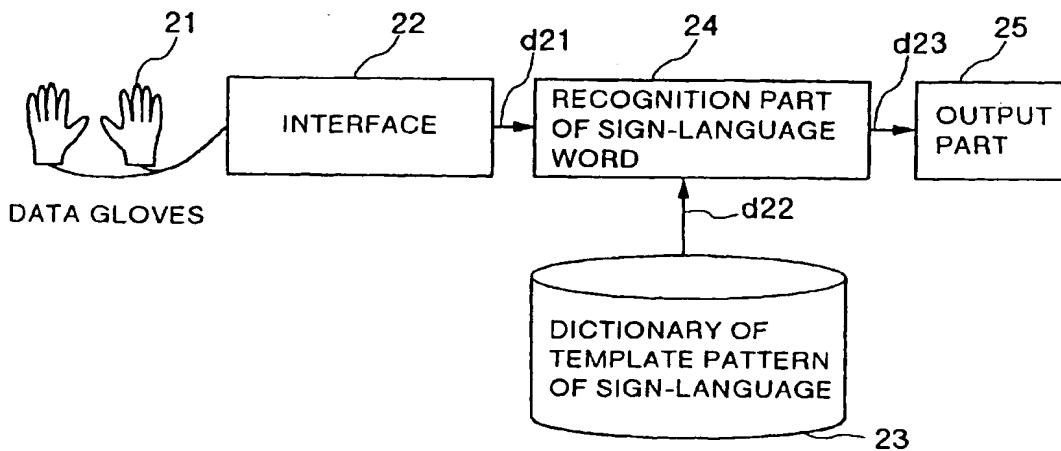 21
22
d21
24
d23
25
INTERFACE
RECOGNITION PART
OF SIGN-LANGUAGE
WORD
OUTPUT
PART
DATA GLOVES
d22
DICTIONARY OF
TEMPLATE PATTERN
OF SIGN-LANGUAGE
23